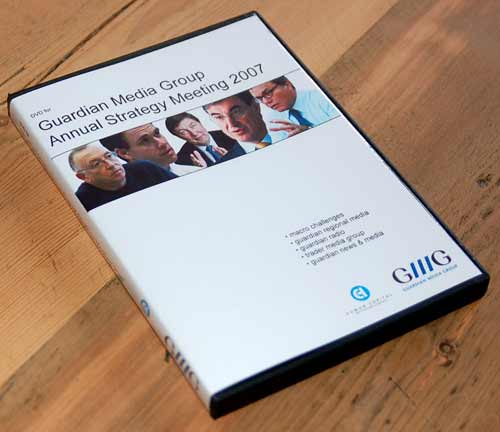 DVD for
Guardian Media Group
Annual Strategy Meeting 2007
• macro challenges
• guardian regional media
• guardian radio
• trader media group
• guardian news & media
GMG
GUARDIAN MEDIA GROUP
GMG